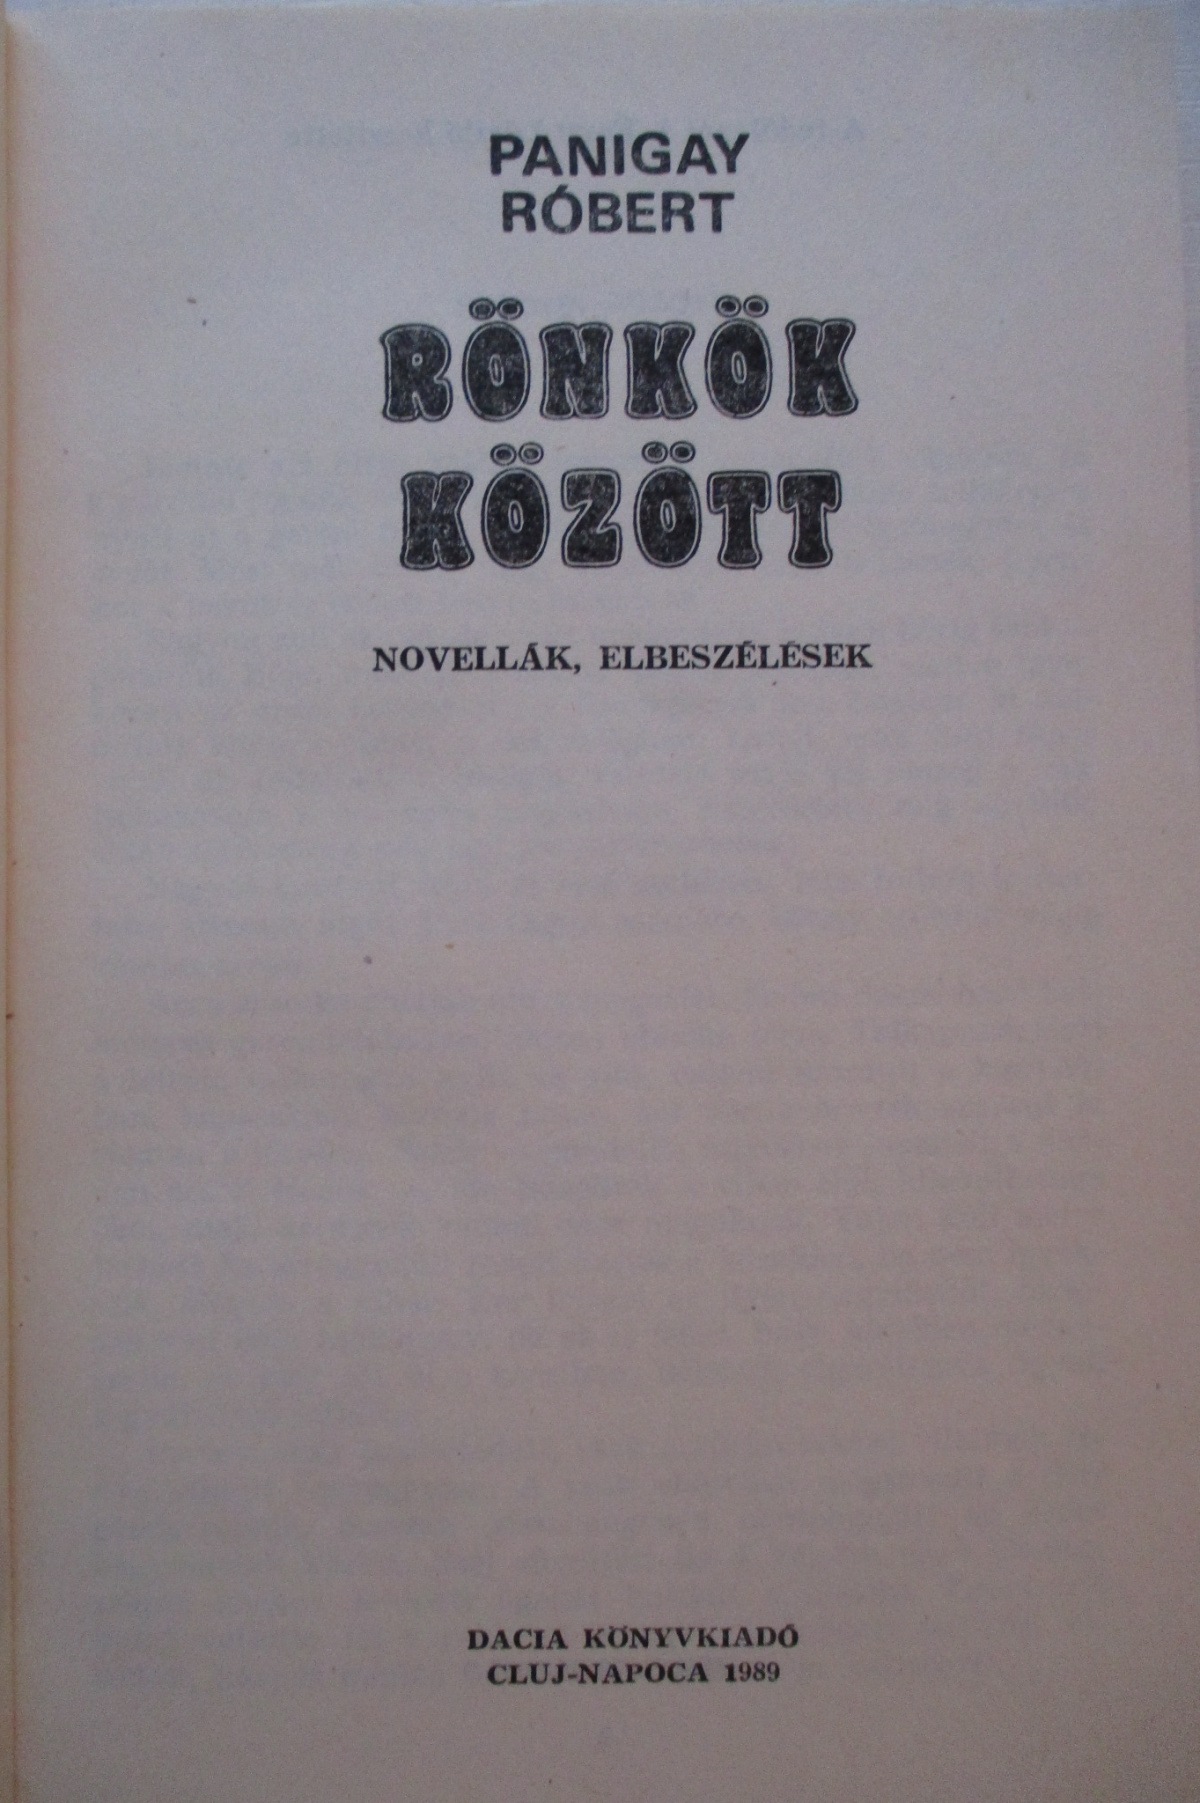 PANIGAY
RÓBERT
RÖNKÖK
KÖZÖTT
NOVELLÁK, ELBESZÉLÉSEK
DACIA KÖNYVKIADÓ
CLUJ-NAPOCA 1989